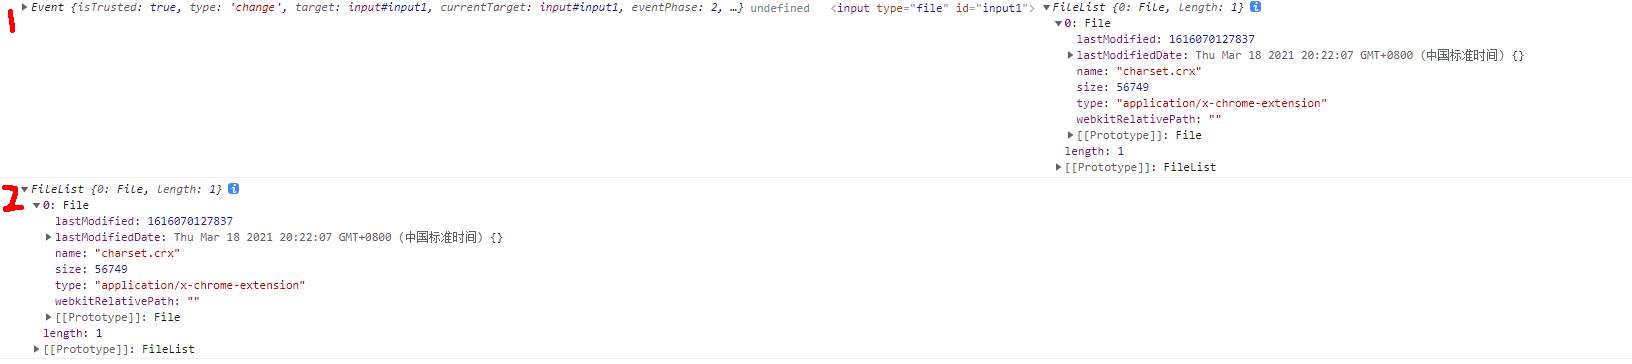 1 Event {isTrusted: true, type: 'change', target: input#input1, currentTarget: input#input1, eventPhase: 2, …} undefined <input type="file" id="input1"> FileList {0: File, length: 1} i
0: File
lastModified: 1616070127837
lastModifiedDate: Thu Mar 18 2021 20:22:07 GMT+0800 (中国标准时间) {}
name: "charset.crx"
size: 56749
type: "application/x-chrome-extension"
webkitRelativePath: ""
[[Prototype]]: File
length: 1
[[Prototype]]: FileList
2 FileList {0: File, length: 1} i
0: File
lastModified: 1616070127837
lastModifiedDate: Thu Mar 18 2021 20:22:07 GMT+0800 (中国标准时间) {}
name: "charset.crx"
size: 56749
type: "application/x-chrome-extension"
webkitRelativePath: ""
[[Prototype]]: File
length: 1
[[Prototype]]: FileList